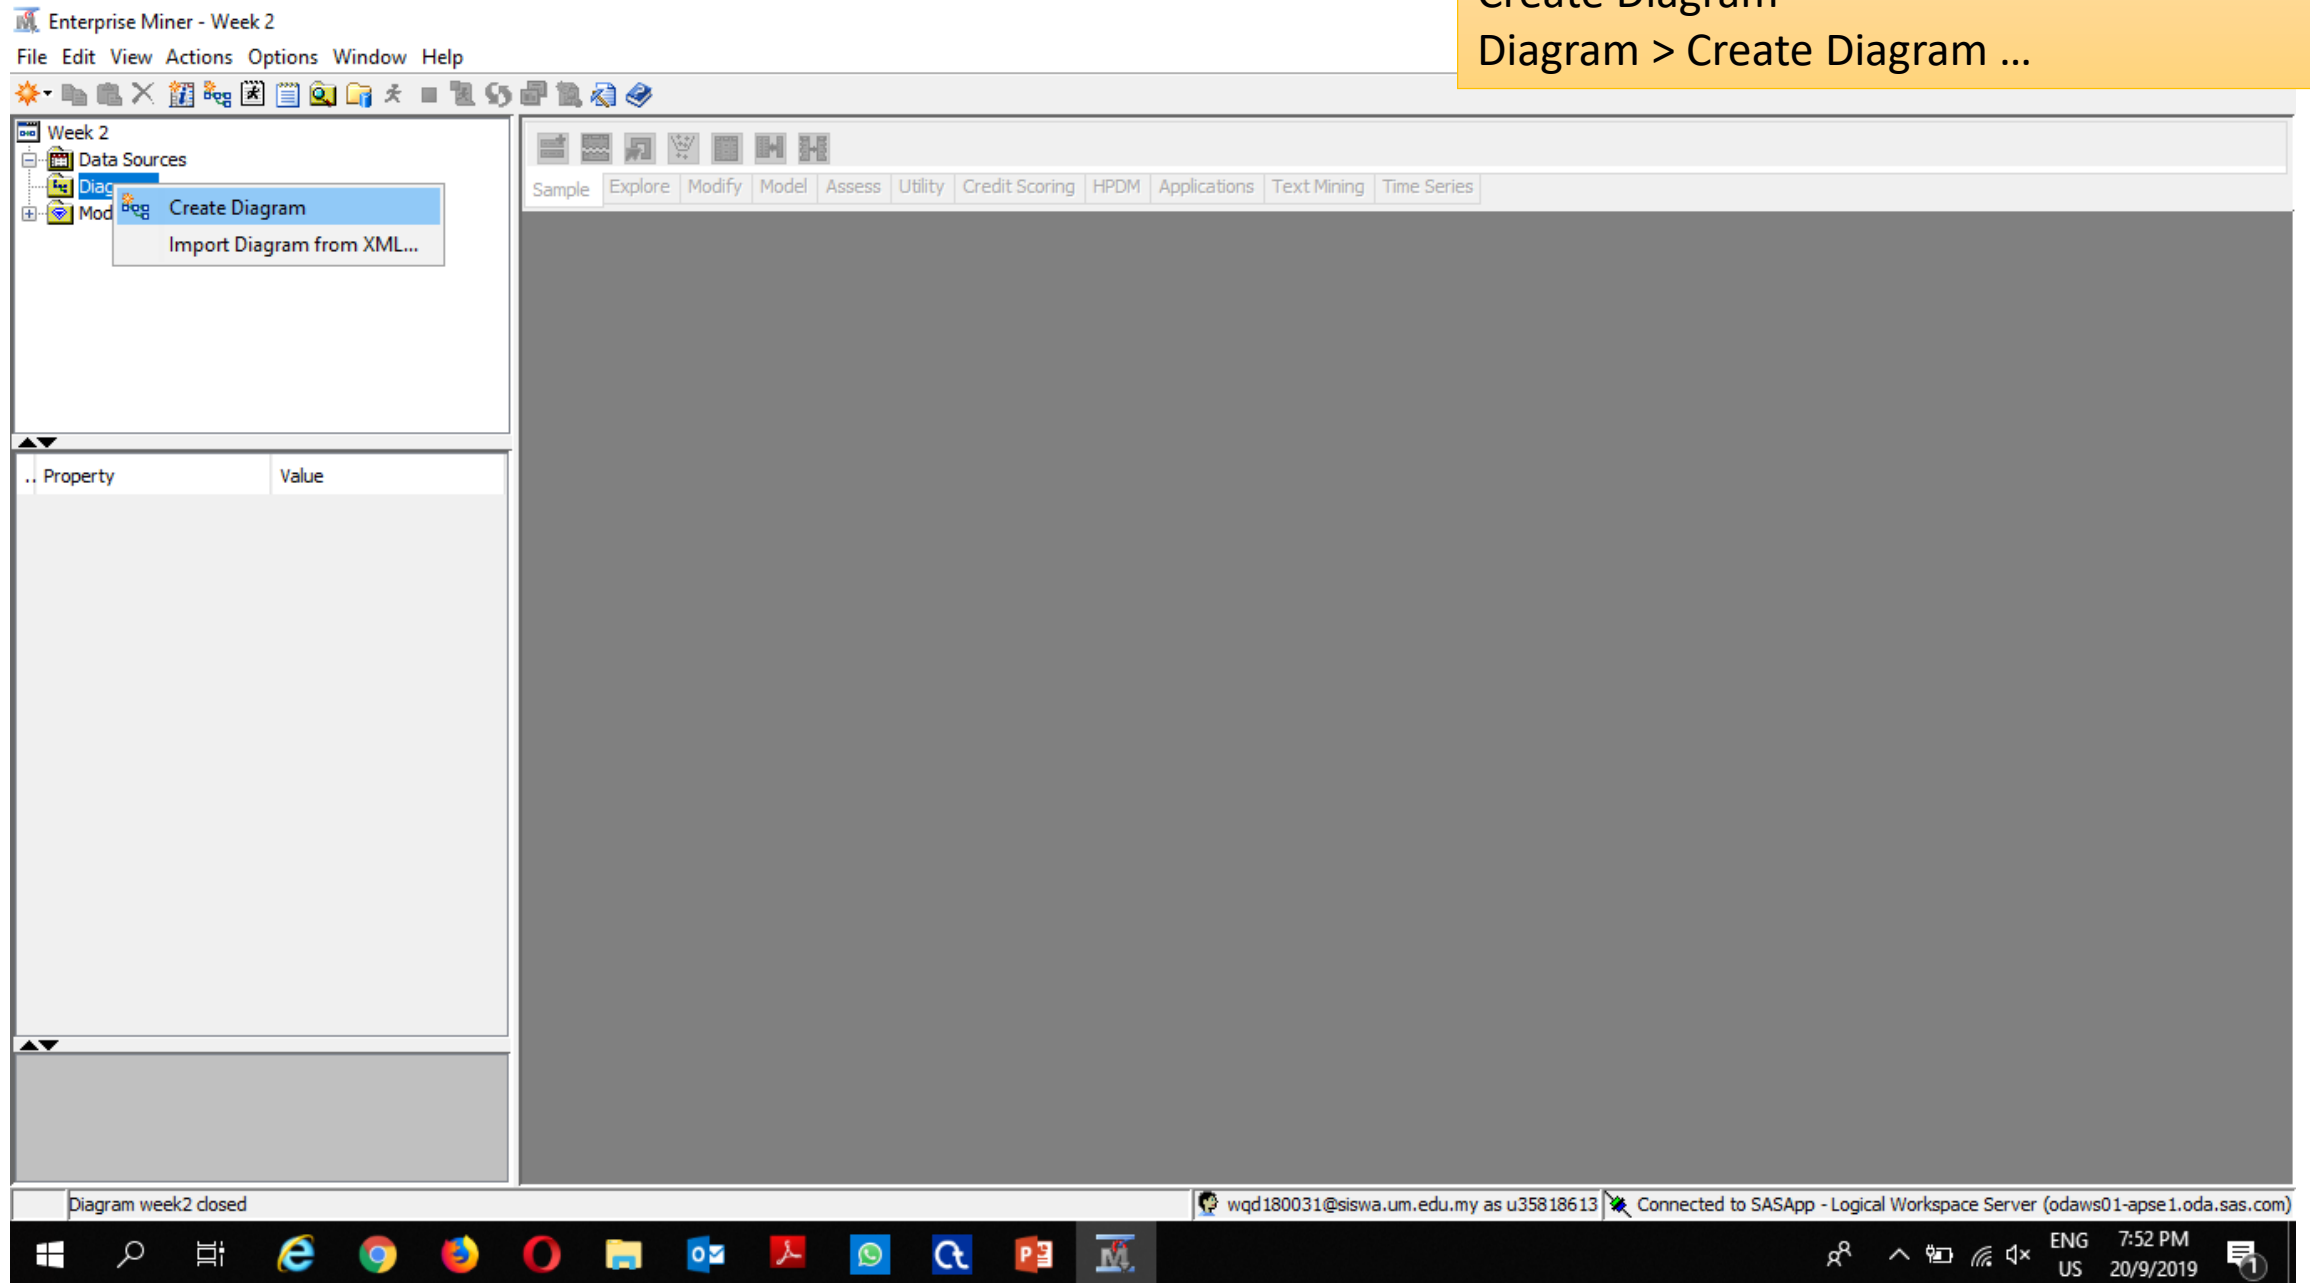 Create Diagram
Diagram > Create Diagram ...
Enterprise Miner - Week 2
File Edit View Actions Options Window Help
Week 2
Data Sources
Diag
Mod
Create Diagram
Import Diagram from XML...
Sample Explore Modify Model Assess Utility Credit Scoring HPDM Applications Text Mining Time Series
.. Property Value
Diagram week2 closed
wqd180031@siswa.um.edu.my as u35818613
Connected to SASApp - Logical Workspace Server (odaws01-apse1.oda.sas.com)
ENG
US
7:52 PM
20/9/2019
1